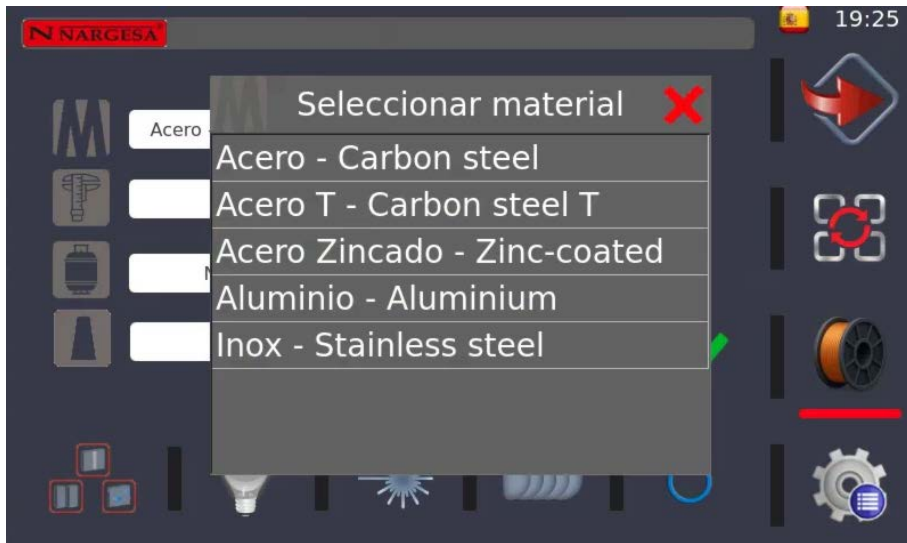 NARGESA
19:25
Seleccionar material
Acero
Acero - Carbon steel
Acero T - Carbon steel T
Acero Zincado - Zinc-coated
Aluminio - Aluminium
Inox - Stainless steel